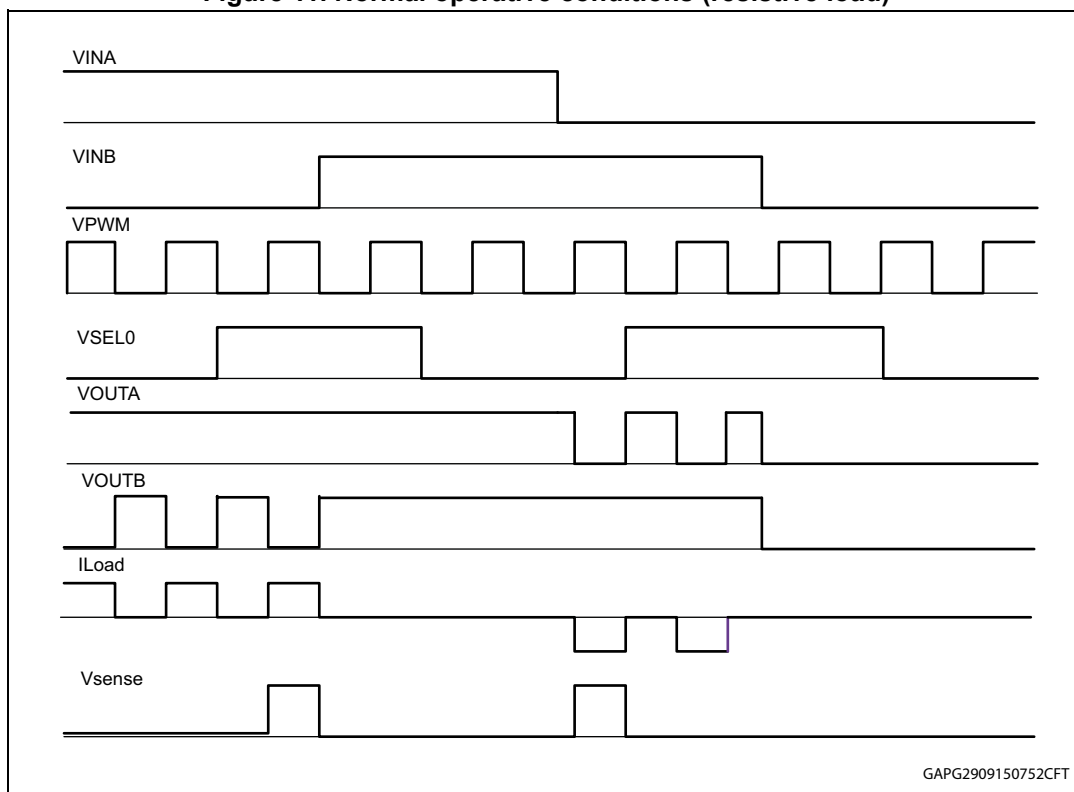 Figure 11. Normal operative conditions (resistive load)
VINA
VINB
VPWM
VSEL0
VOUTA
VOUTB
ILoad
Vsense
GAPG2909150752CFT